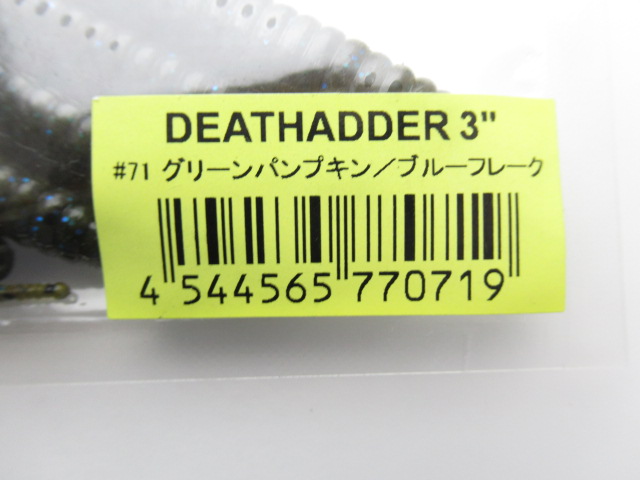 DEATHADDER 3"
#71 グリーンパンプキン／ブルーフレーク
4 544565 770719